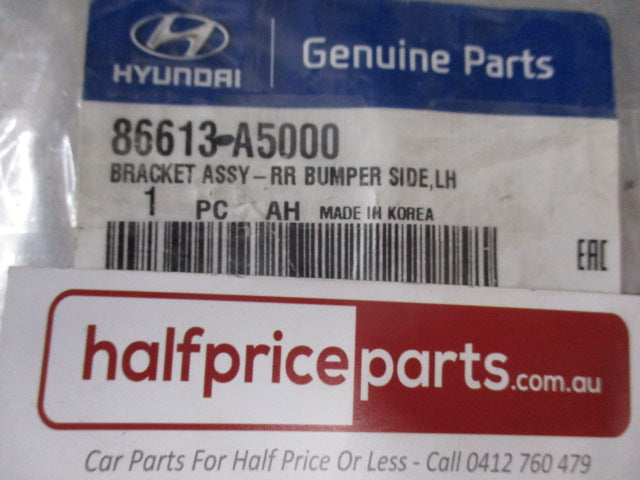 HYUNDAI
Genuine Parts
86613-A5000
BRACKET ASSY-RR BUMPER SIDE,LH
1 PC AH MADE IN KOREA
EAC
halfpriceparts.com.au
Car Parts For Half Price Or Less - Call 0412 760 479